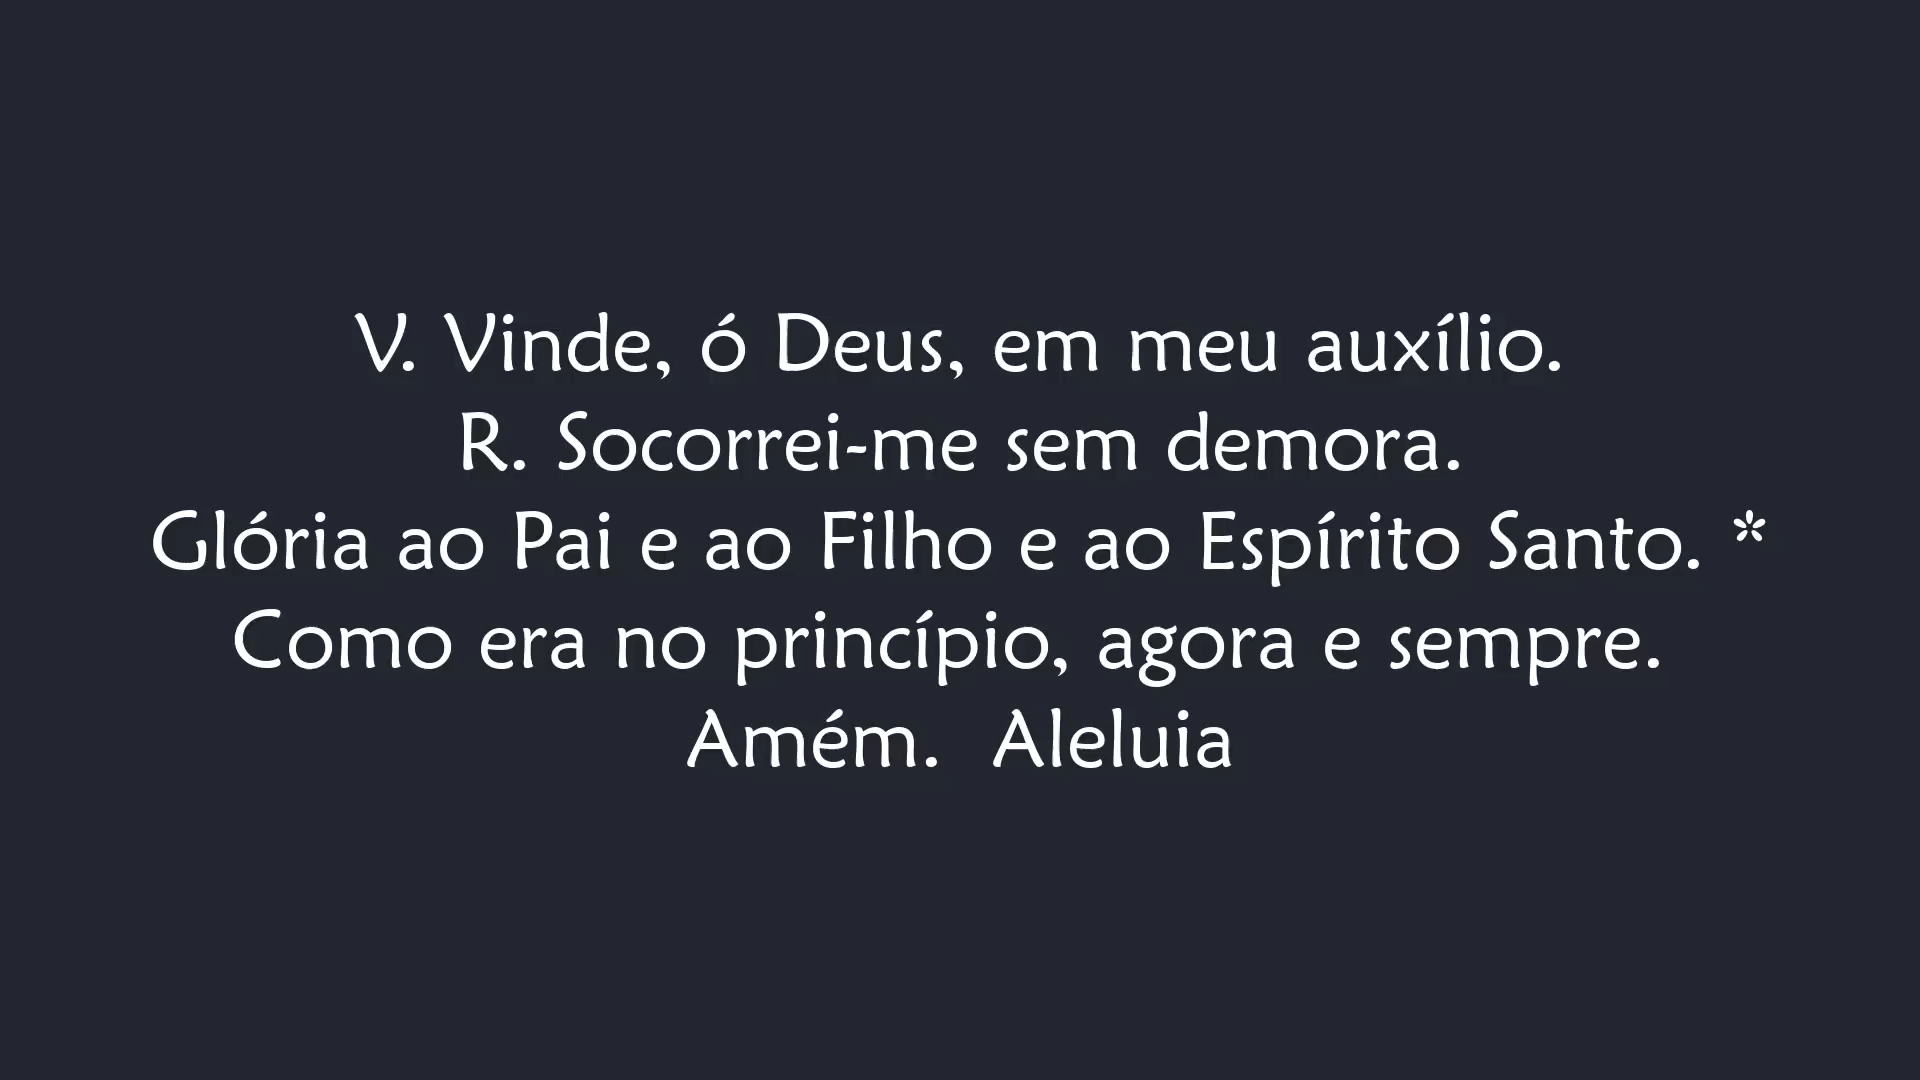 V. Vinde, ó Deus, em meu auxílio.
R. Socorrei-me sem demora.
Glória ao Pai e ao Filho e ao Espírito Santo. *
Como era no princípio, agora e sempre.
Amém.  Aleluia